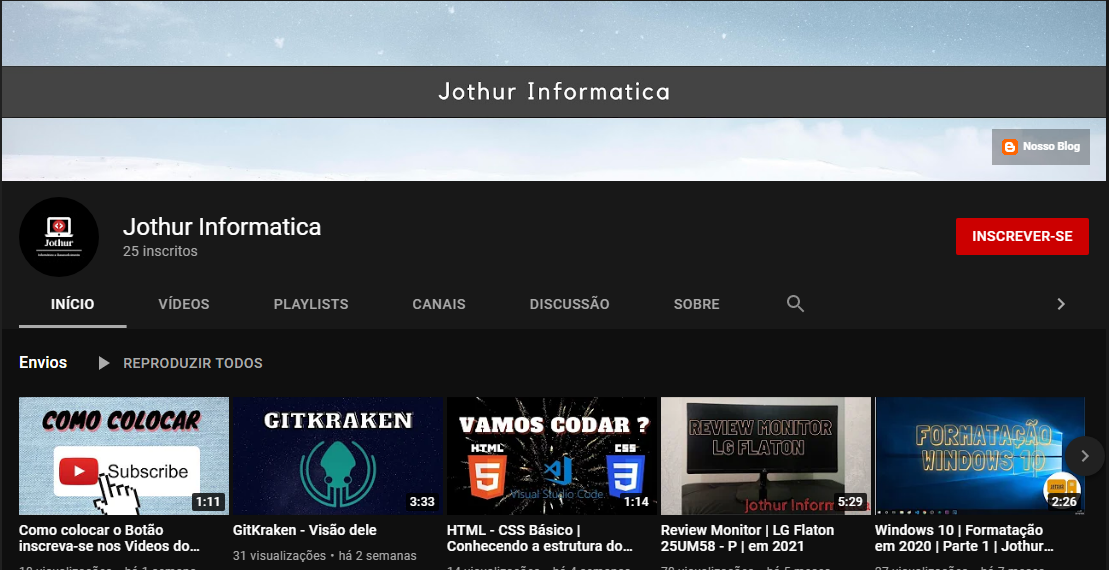 Jothur Informatica
Nosso Blog
Jothur
Jothur Informatica
25 inscritos
INSCREVER-SE
INÍCIO VÍDEOS PLAYLISTS CANAIS DISCUSSÃO SOBRE
Envios REPRODUZIR TODOS
COMO COLOCAR
Subscribe
1:11
Como colocar o Botão
inscreva-se nos Videos do...
GITKRAKEN
3:33
GitKraken - Visão dele
31 visualizações • há 2 semanas
VAMOS CODAR ?
HTML CSS
5 3
Visual Studio Code.
1:14
HTML - CSS Básico |
Conhecendo a estrutura do...
REVIEW MONITOR
LG FLATON
Jothur Inform
5:29
Review Monitor | LG Flaton
25UM58 - P | em 2021
FORMATAÇÃO
WINDOWS 10
2:26
Windows 10 | Formatação
em 2020 | Parte 1 | Jothur...